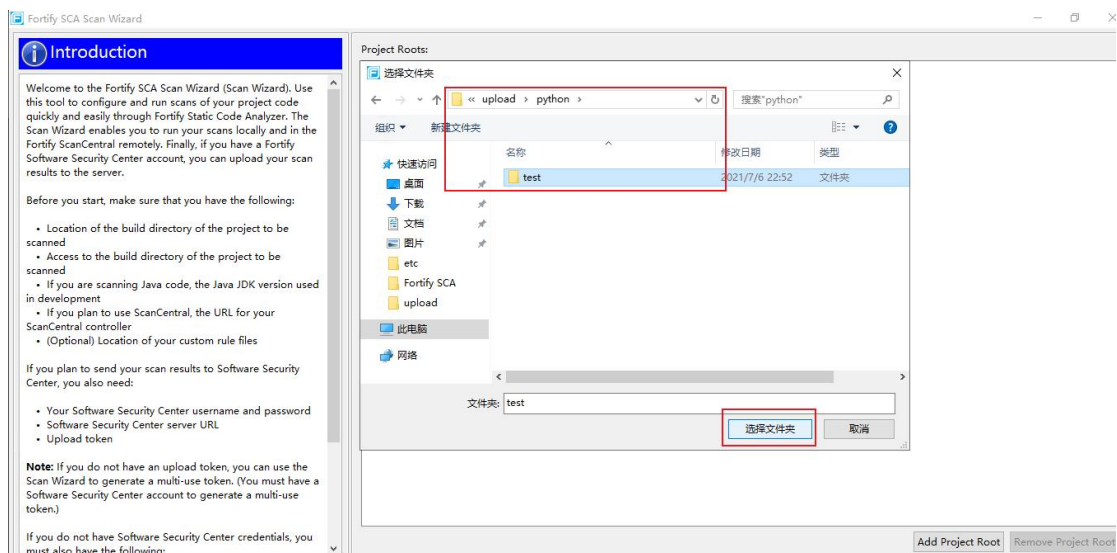 Fortify SCA Scan Wizard
Introduction
Welcome to the Fortify SCA Scan Wizard (Scan Wizard). Use
this tool to configure and run scans of your project code
quickly and easily through Fortify Static Code Analyzer. The
Scan Wizard enables you to run your scans locally and in the
Fortify ScanCentral remotely. Finally, if you have a Fortify
Software Security Center account, you can upload your scan
results to the server.
Before you start, make sure that you have the following:
• Location of the build directory of the project to be
scanned
• Access to the build directory of the project to be
scanned
• If you are scanning Java code, the Java JDK version used
in development
• If you plan to use ScanCentral, the URL for your
ScanCentral controller
• (Optional) Location of your custom rule files
If you plan to send your scan results to Software Security
Center, you also need:
• Your Software Security Center username and password
• Software Security Center server URL
• Upload token
Note: If you do not have an upload token, you can use the
Scan Wizard to generate a multi-use token. (You must have a
Software Security Center account to generate a multi-use
token.)
If you do not have Software Security Center credentials, you
must also have the following:
Project Roots:
选择文件夹
« upload › python ›
搜索"python"
组织 新建文件夹
名称 修改日期 类型
test 2021/7/6 22:52 文件夹
快速访问
桌面
下载
文档
图片
etc
Fortify SCA
upload
此电脑
网络
文件夹: test
选择文件夹 取消
Add Project Root Remove Project Root